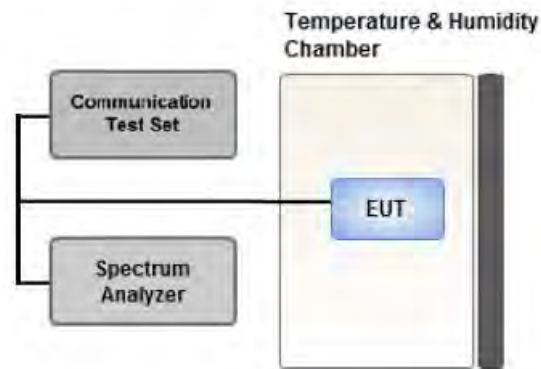 Temperature & Humidity
Chamber
Communication
Test Set
EUT
Spectrum
Analyzer